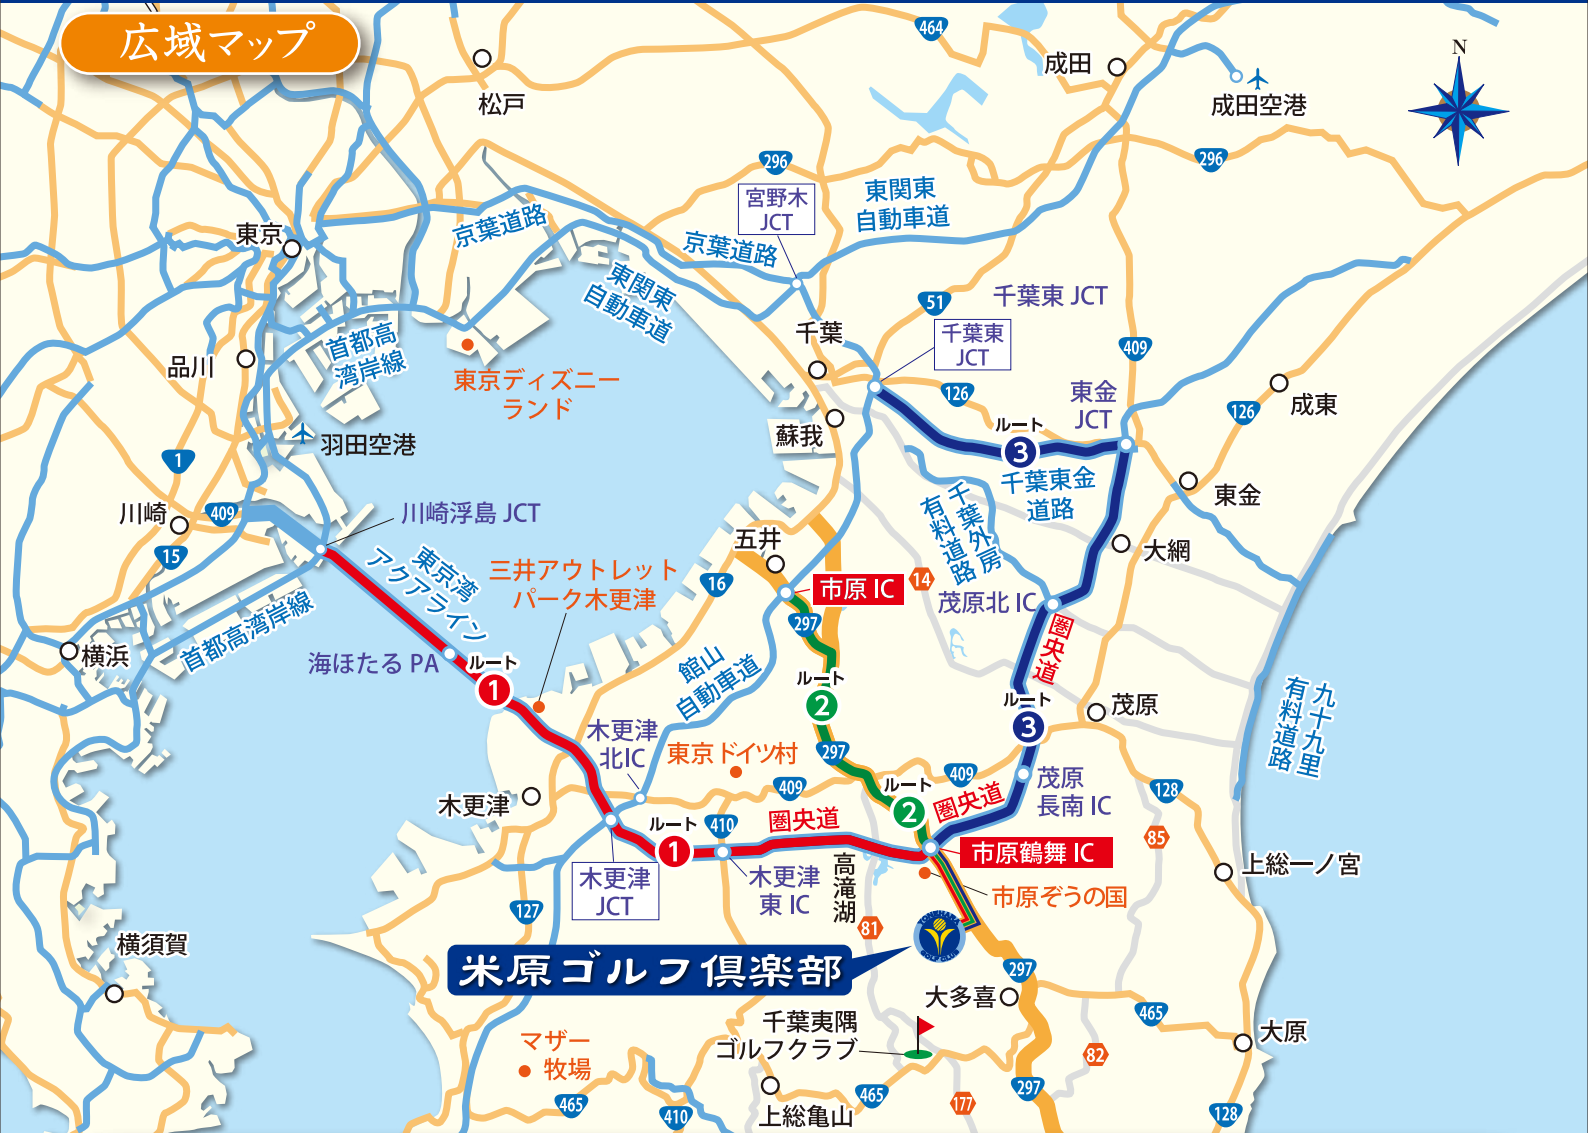 広域マップ
464
成田
N
松戸
成田空港
296
296
宮野木
JCT
東関東
自動車道
京葉道路
東京
京葉道路
東関東
自動車道
51
千葉東 JCT
千葉
千葉東
JCT
409
首都高
湾岸線
品川
東京ディズニー
ランド
126
東金
JCT
成東
126
蘇我
ルート
3
羽田空港
1
千葉東金
道路
東金
千葉外房
有料道路
川崎
409
川崎浮島 JCT
15
五井
大網
東京湾
アクアライン
三井アウトレット
パーク木更津
16
市原 IC
14
茂原北 IC
297
首都高湾岸線
圏央道
横浜
海ほたる PA
ルート
1
館山
自動車道
ルート
2
ルート
3
茂原
九十九里
有料道路
木更津
北IC
東京ドイツ村
297
409
409
茂原
長南 IC
128
木更津
ルート
2
圏央道
ルート
1
410
圏央道
85
市原鶴舞 IC
上総一ノ宮
木更津
JCT
木更津
東 IC
高滝湖
市原ぞうの国
127
81
横須賀
米原ゴルフ倶楽部
297
大多喜
465
大原
千葉夷隅
ゴルフクラブ
マザー
牧場
82
297
465
410
上総亀山
465
177
128